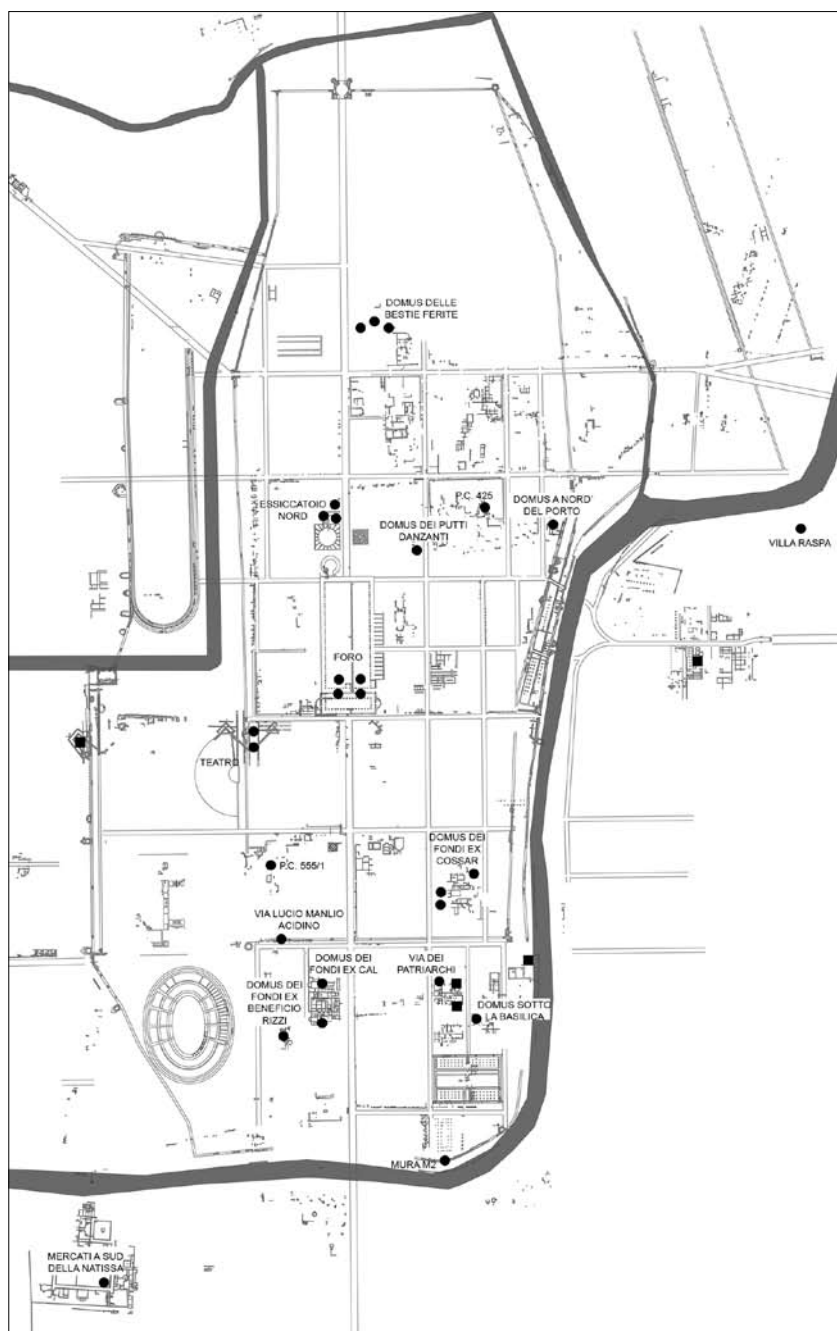 DOMUS DELLE
BESTIE FERITE
ESSICCATOIO
NORD
P.C. 425
DOMUS A NORD
DEL PORTO
DOMUS DEI PUTTI
DANZANTI
VILLA RASPA
FORO
TEATRO
DOMUS DEI
FONDI EX
COSSAR
P.C. 555/1
VIA LUCIO MANLIO
ACIDINO
DOMUS DEI
FONDI EX CAL
VIA DEI
PATRIARCHI
DOMUS DEI
FONDI EX
BENEFICIO
RIZZI
DOMUS SOTTO
LA BASILICA
MURA M2
MERCATI A SUD
DELLA NATISSA